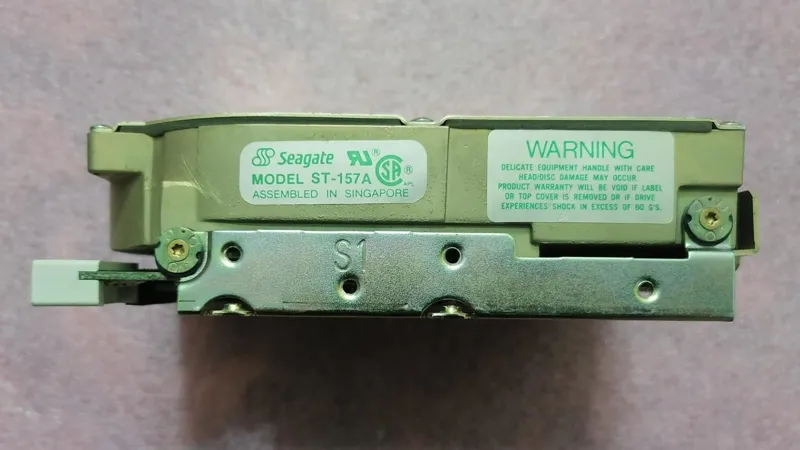 Seagate
MODEL ST-157A
ASSEMBLED IN SINGAPORE
WARNING
DELICATE EQUIPMENT HANDLE WITH CARE
HEAD/DISC DAMAGE MAY OCCUR.
PRODUCT WARRANTY WILL BE VOID IF LABEL
OR TOP COVER IS REMOVED OR IF DRIVE
EXPERIENCES SHOCK IN EXCESS OF 60 G'S.
S1